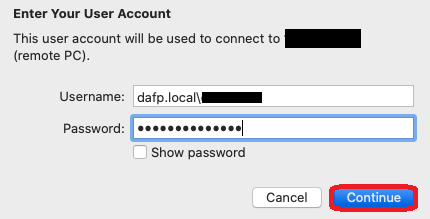 Enter Your User Account
This user account will be used to connect to
(remote PC).
Username: dafp.local\
Password: ••••••••••••••
Show password
Cancel Continue